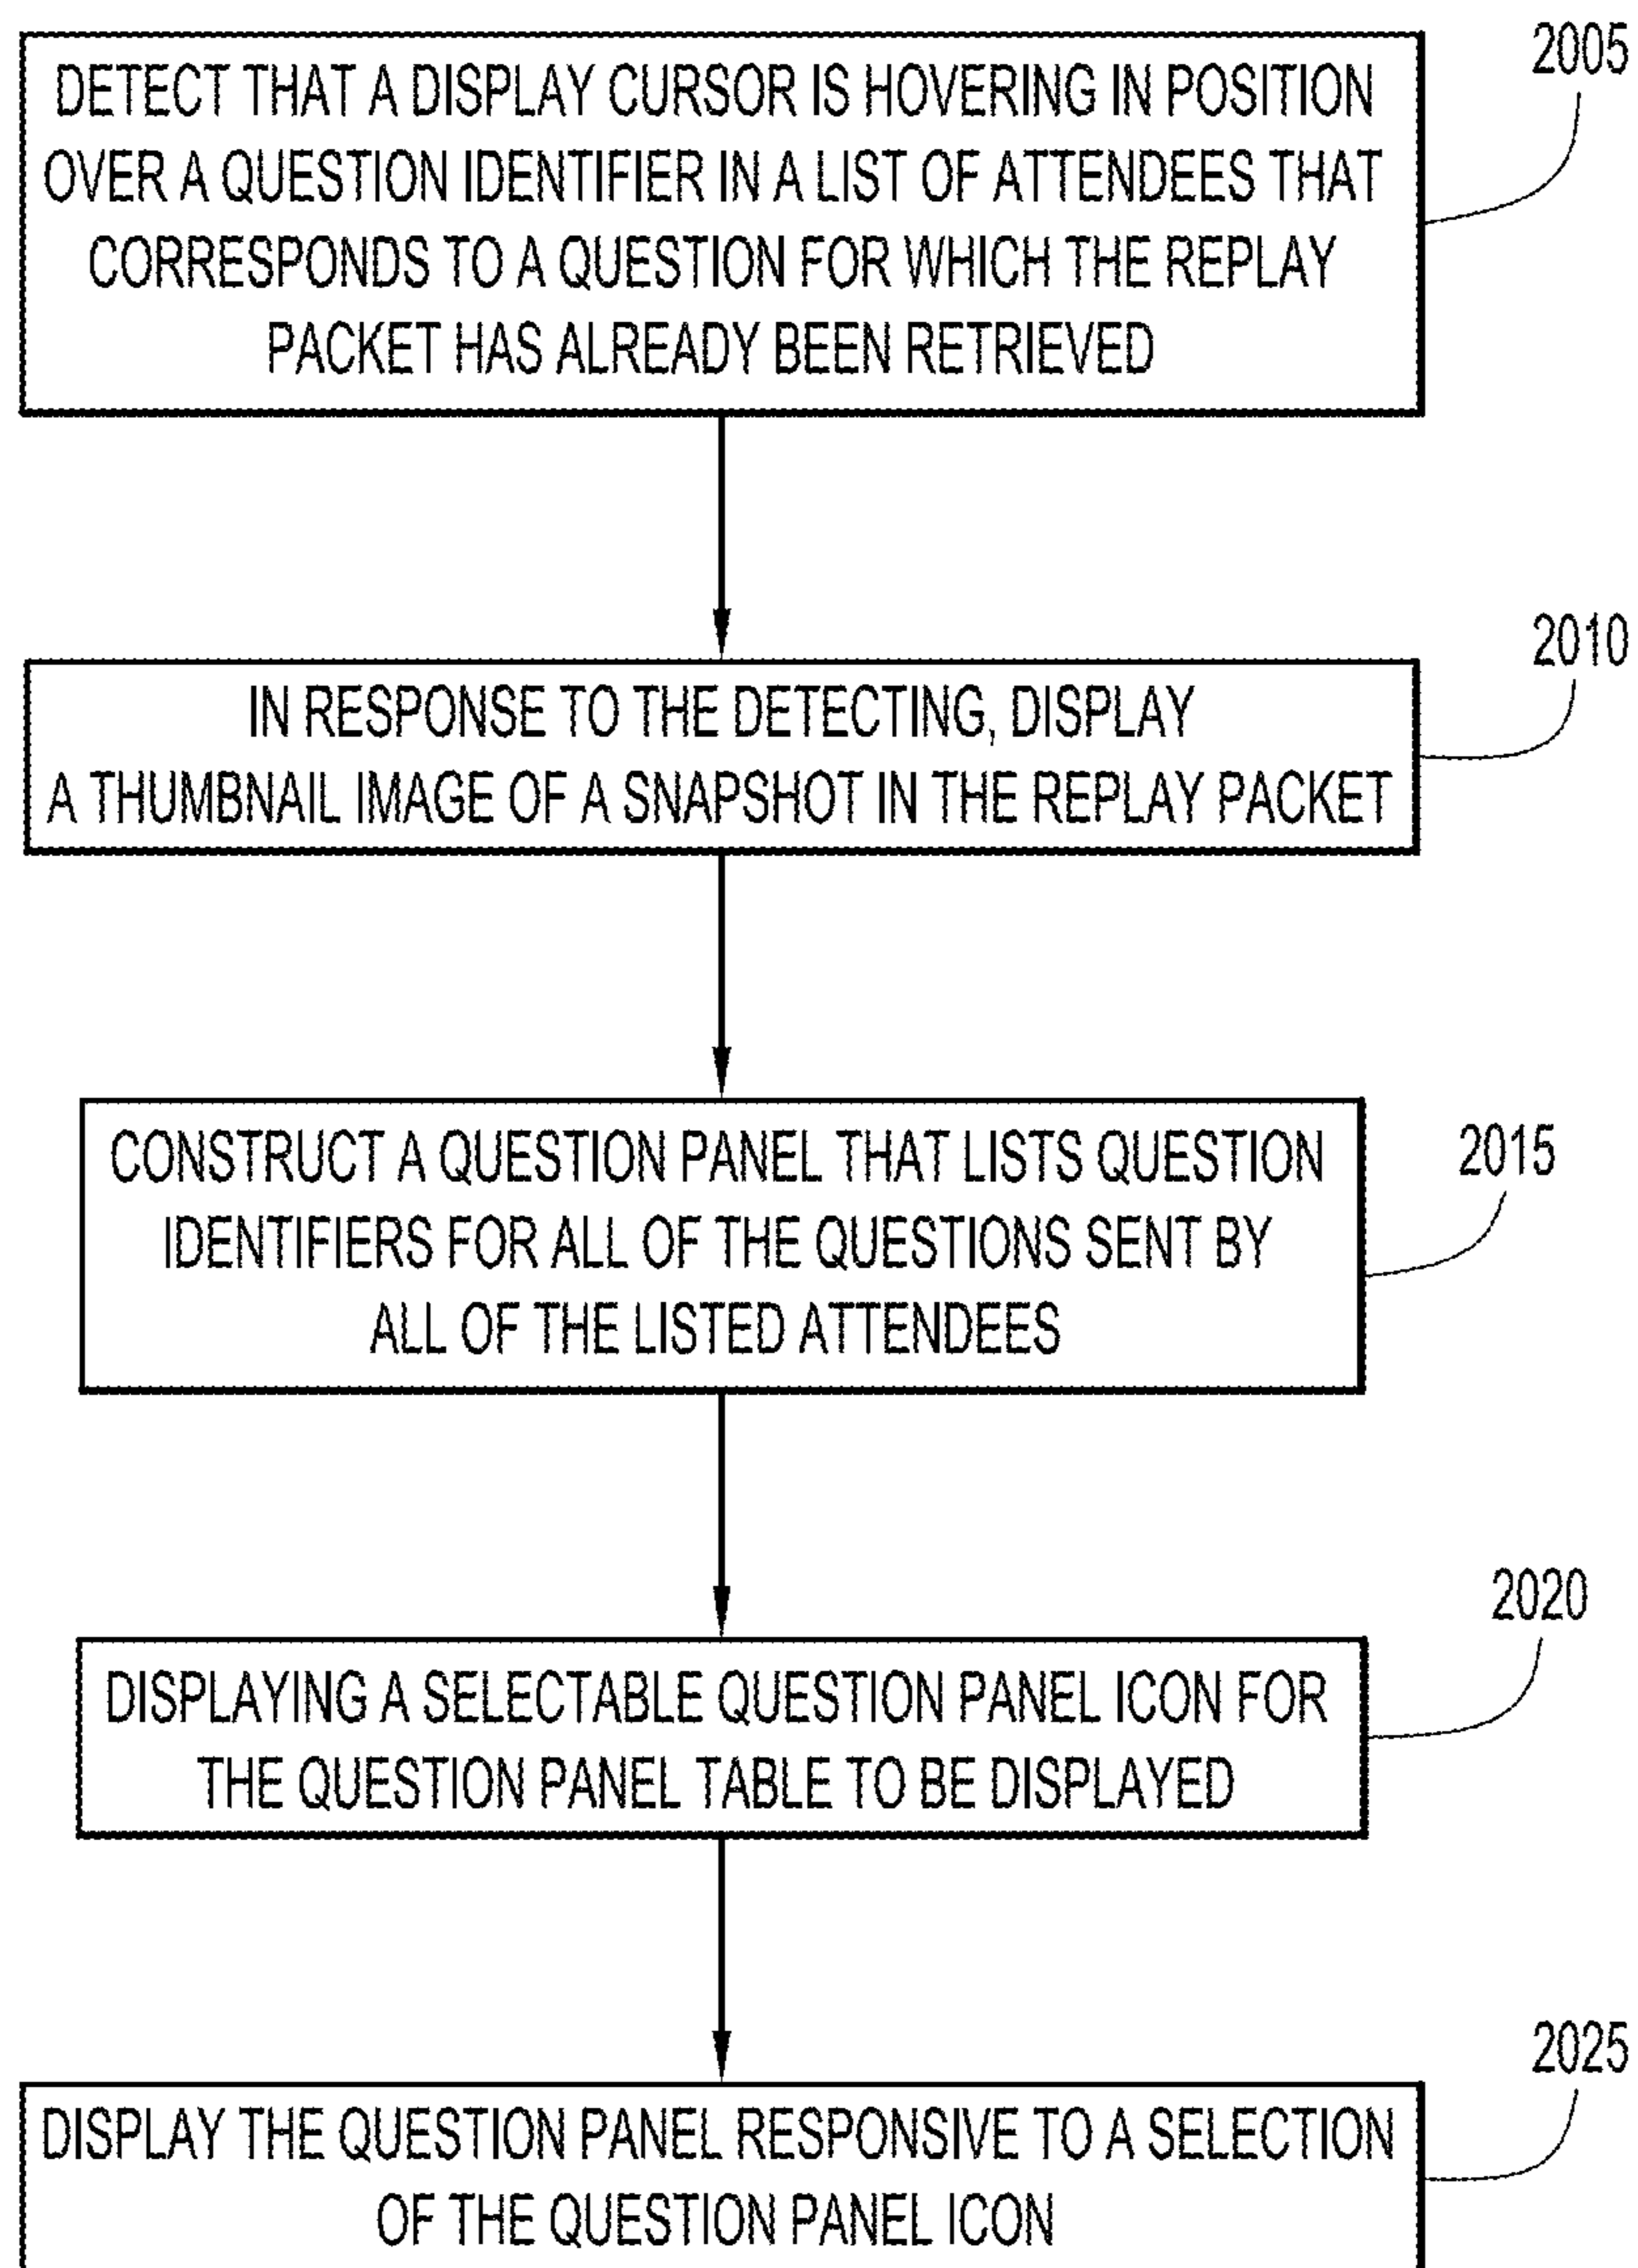 2005
DETECT THAT A DISPLAY CURSOR IS HOVERING IN POSITION
OVER A QUESTION IDENTIFIER IN A LIST OF ATTENDEES THAT
CORRESPONDS TO A QUESTION FOR WHICH THE REPLAY
PACKET HAS ALREADY BEEN RETRIEVED
2010
IN RESPONSE TO THE DETECTING, DISPLAY
A THUMBNAIL IMAGE OF A SNAPSHOT IN THE REPLAY PACKET
2015
CONSTRUCT A QUESTION PANEL THAT LISTS QUESTION
IDENTIFIERS FOR ALL OF THE QUESTIONS SENT BY
ALL OF THE LISTED ATTENDEES
2020
DISPLAYING A SELECTABLE QUESTION PANEL ICON FOR
THE QUESTION PANEL TABLE TO BE DISPLAYED
2025
DISPLAY THE QUESTION PANEL RESPONSIVE TO A SELECTION
OF THE QUESTION PANEL ICON